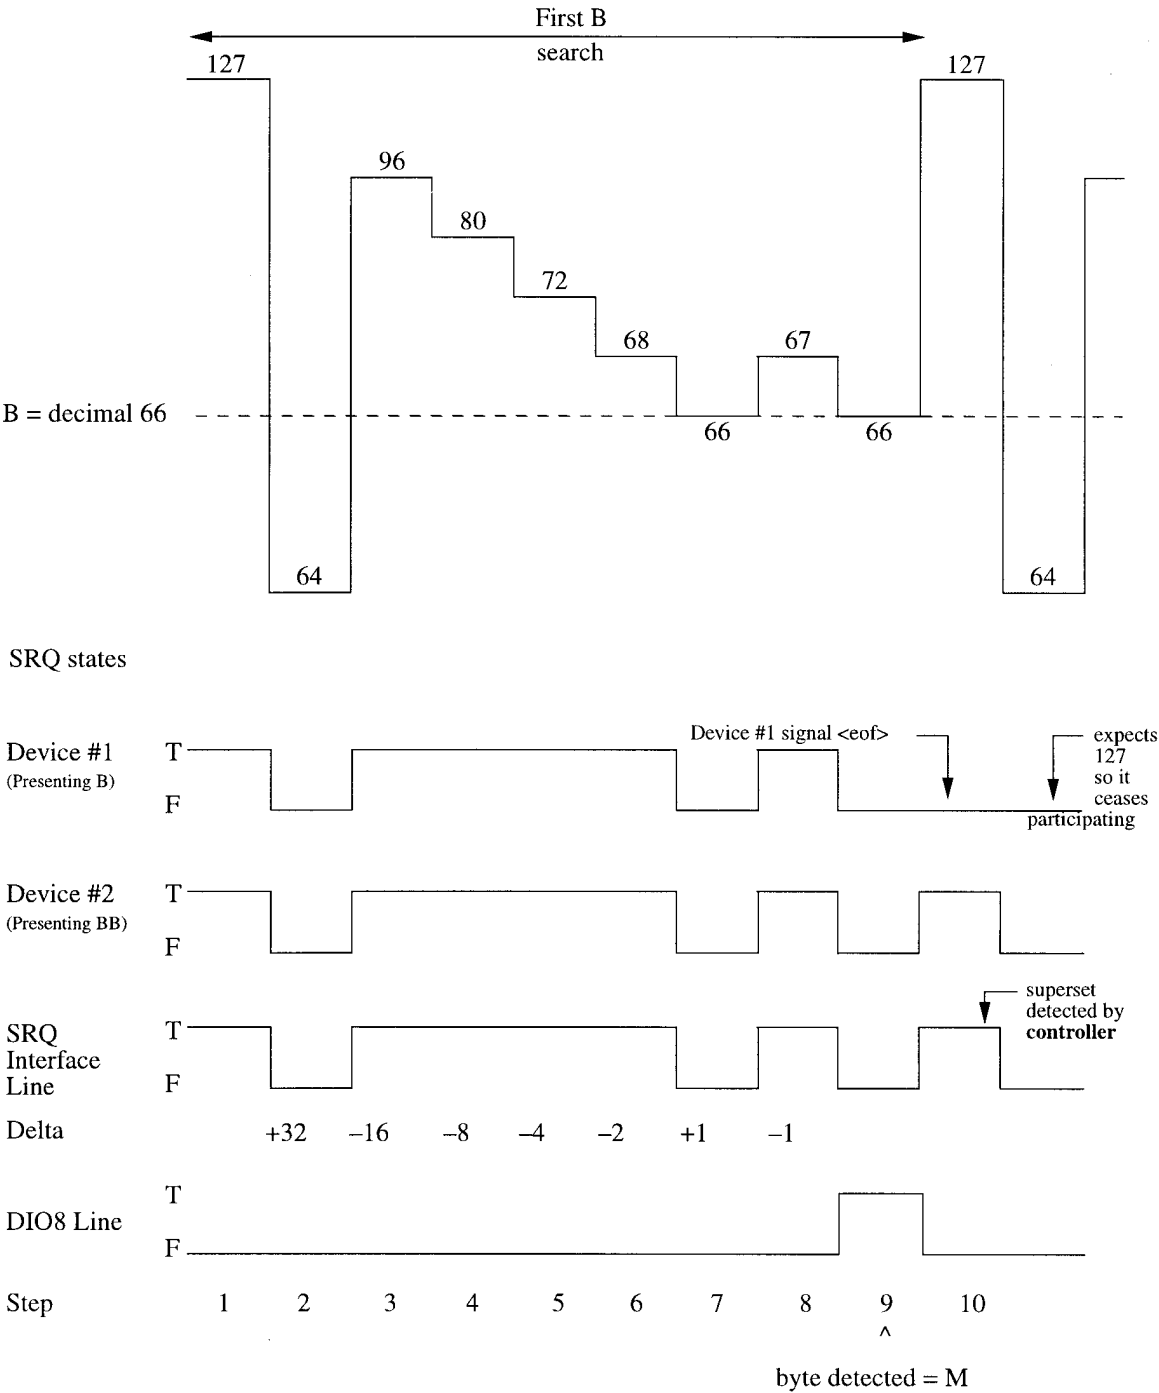 First B
search
127
127
96
80
72
68
67
B = decimal 66
66
66
64
64
SRQ states
Device #1 signal <eof>
expects
127
so it
ceases
participating
Device #1
(Presenting B)
T
F
Device #2
(Presenting BB)
T
F
superset
detected by
controller
SRQ
Interface
Line
T
F
Delta +32 –16 –8 –4 –2 +1 –1
DIO8 Line
T
F
Step 1 2 3 4 5 6 7 8 9 10
^
byte detected = M